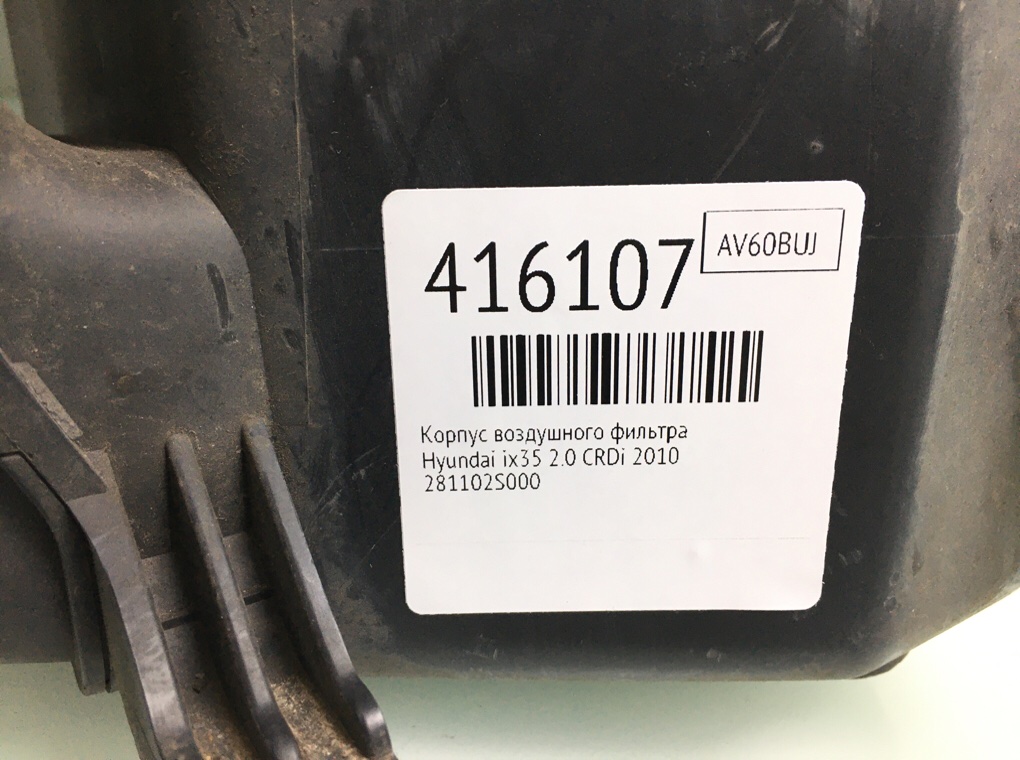 416107
AV60BUJ
Корпус воздушного фильтра
Hyundai ix35 2.0 CRDi 2010
281102S000